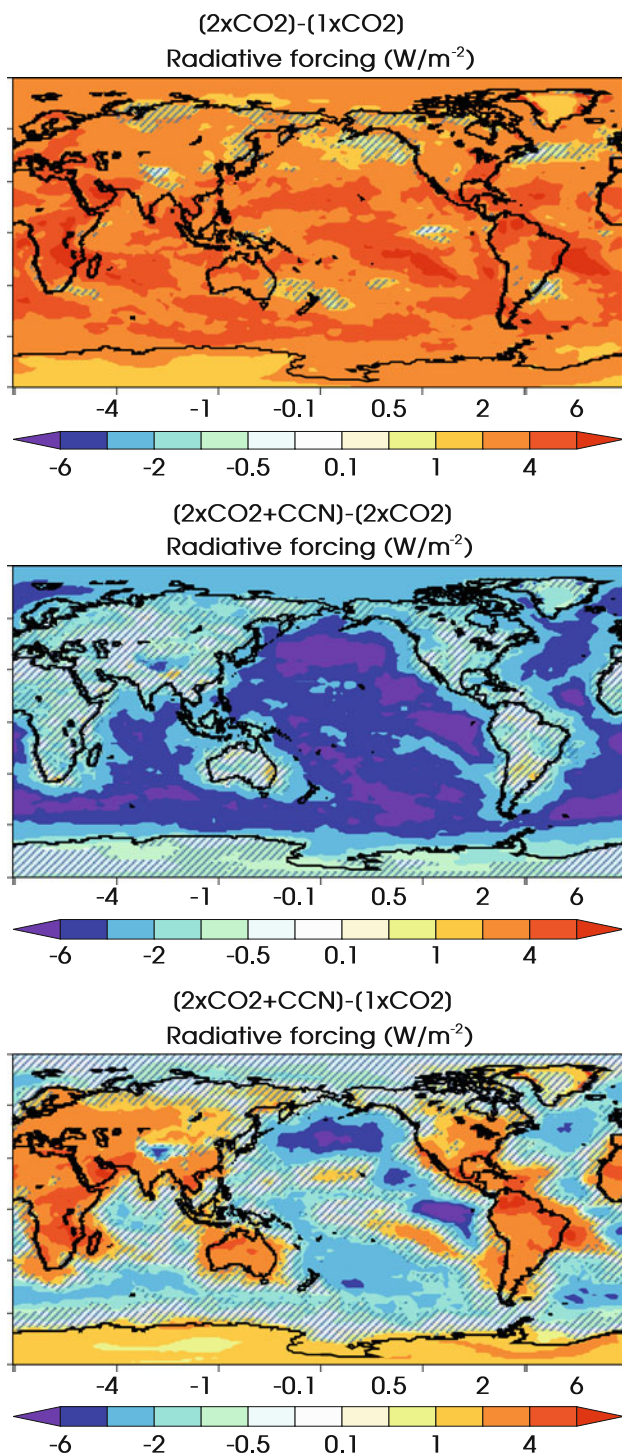 [2xCO2]-[1xCO2]
Radiative forcing (W/m-2)
-4 -1 -0.1 0.5 2 6
-6 -2 -0.5 0.1 1 4
[2xCO2+CCN]-[2xCO2]
Radiative forcing (W/m-2)
-4 -1 -0.1 0.5 2 6
-6 -2 -0.5 0.1 1 4
[2xCO2+CCN]-[1xCO2]
Radiative forcing (W/m-2)
-4 -1 -0.1 0.5 2 6
-6 -2 -0.5 0.1 1 4